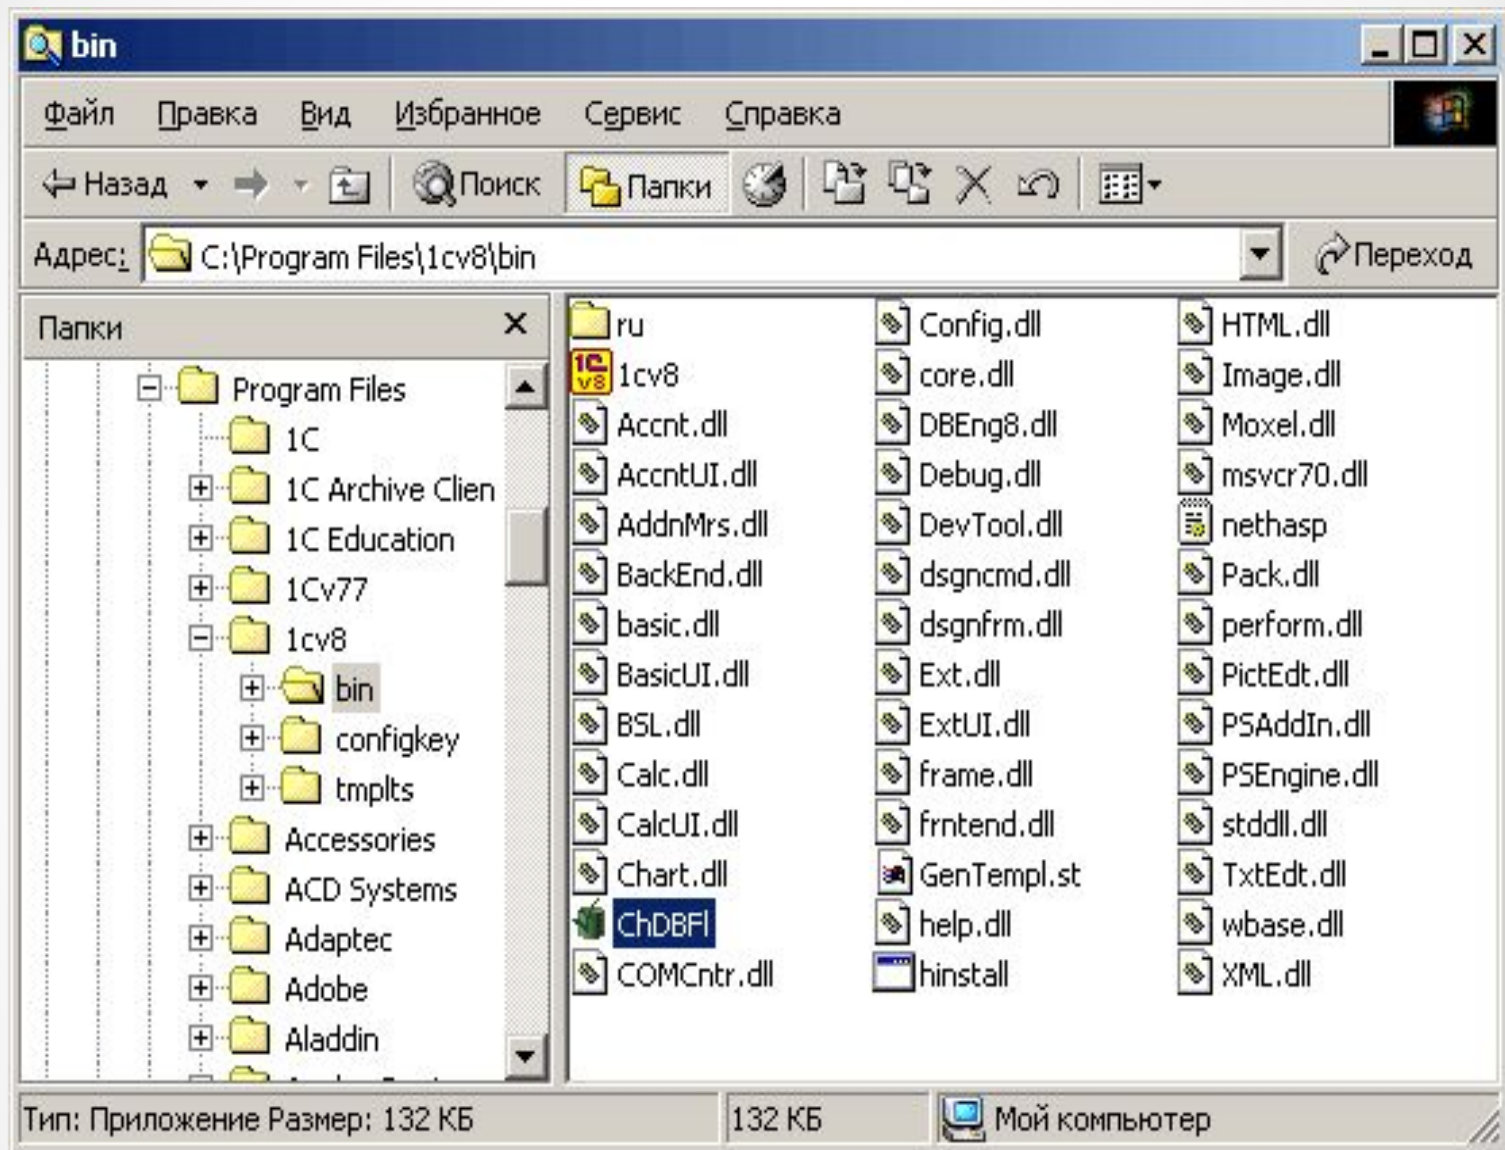 bin
Файл Правка Вид Избранное Сервис Справка
Назад Поиск Папки
Адрес: C:\Program Files\1cv8\bin Переход
Папки
Program Files
1C
1C Archive Clien
1C Education
1Cv77
1cv8
bin
configkey
tmplts
Accessories
ACD Systems
Adaptec
Adobe
Aladdin
ru
1cv8
Accnt.dll
AccntUI.dll
AddnMrs.dll
BackEnd.dll
basic.dll
BasicUI.dll
BSL.dll
Calc.dll
CalcUI.dll
Chart.dll
ChDBFl
COMCntr.dll
Config.dll
core.dll
DBEng8.dll
Debug.dll
DevTool.dll
dsgncmd.dll
dsgnfrm.dll
Ext.dll
ExtUI.dll
frame.dll
frntend.dll
GenTempl.st
help.dll
hinstall
HTML.dll
Image.dll
Moxel.dll
msvcr70.dll
nethasp
Pack.dll
perform.dll
PictEdt.dll
PSAddIn.dll
PSEngine.dll
stddll.dll
TxtEdt.dll
wbase.dll
XML.dll
Тип: Приложение Размер: 132 КБ 132 КБ Мой компьютер